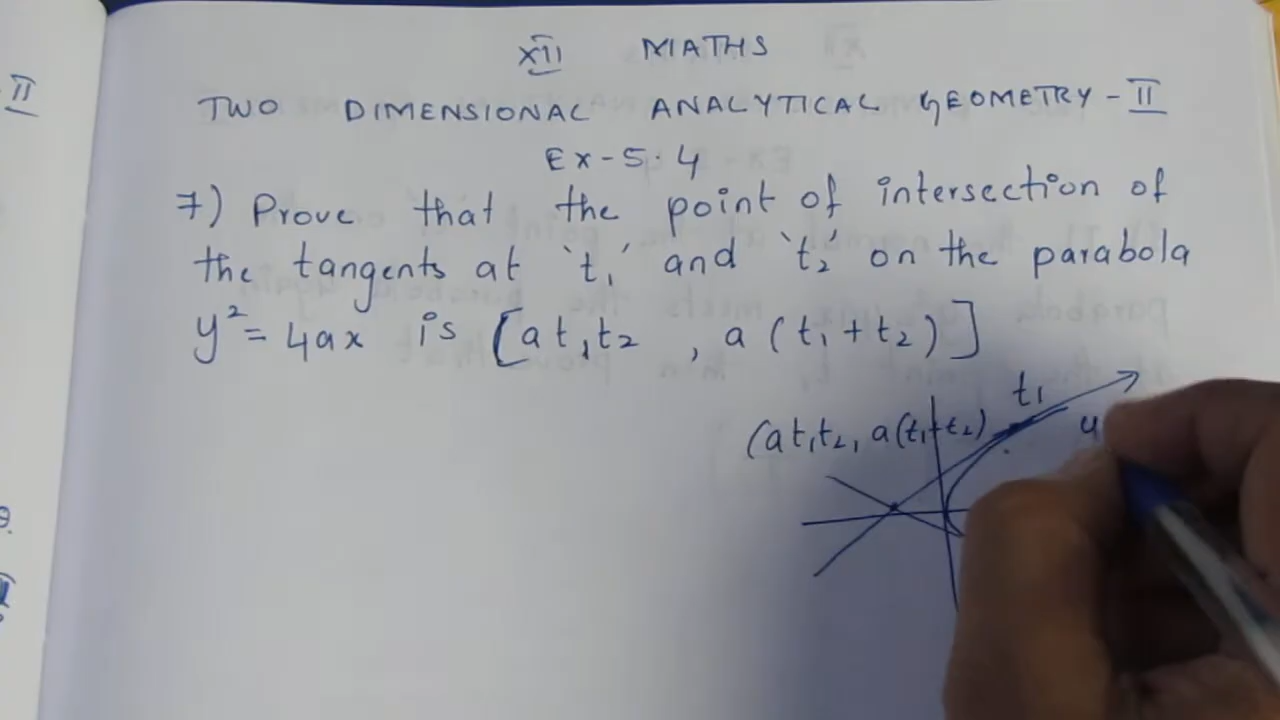 XII MATHS
TWO DIMENSIONAL ANALYTICAL GEOMETRY - II
Ex - 5.4
7) Prove that the point of intersection of
the tangents at 't₁' and 't₂' on the parabola
y² = 4ax is [at₁t₂, a(t₁+t₂)]
t₁
(at₁t₂, a(t₁+t₂)
II